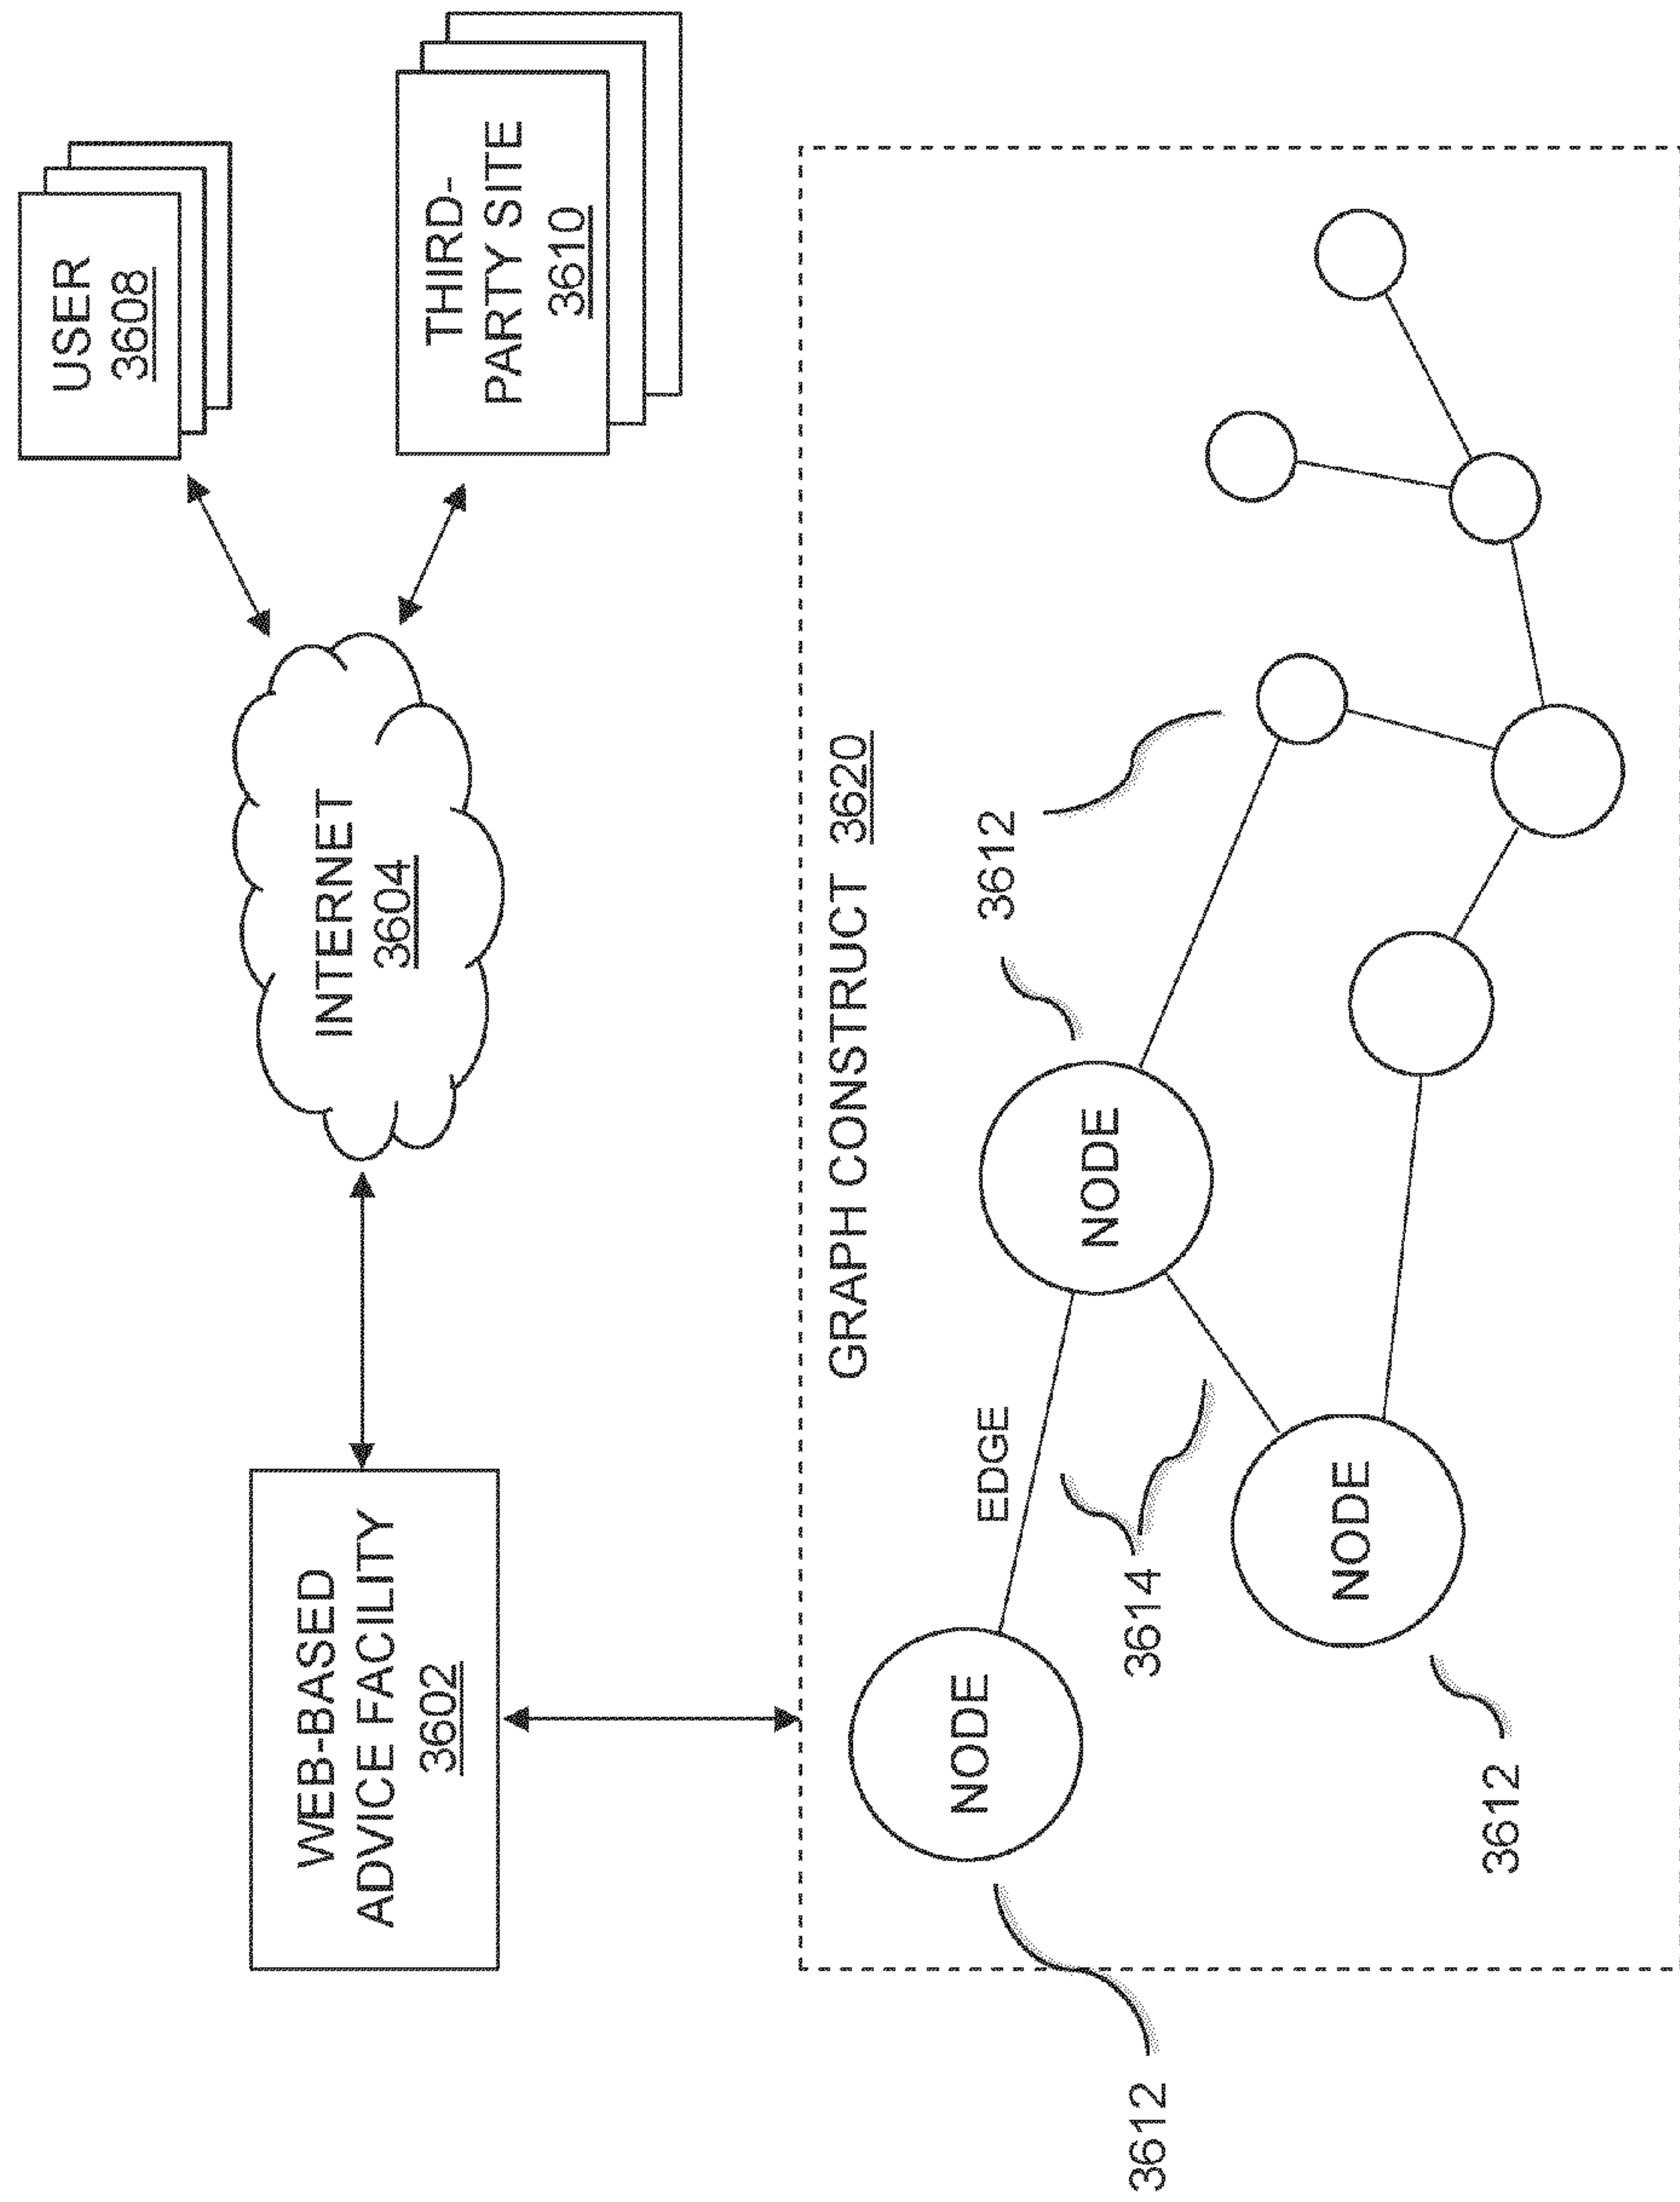 WEB-BASED
ADVICE FACILITY
3602
INTERNET
3604
USER
3608
THIRD-
PARTY SITE
3610
GRAPH CONSTRUCT 3620
3612
NODE
EDGE
3614
NODE
3612
NODE
3612